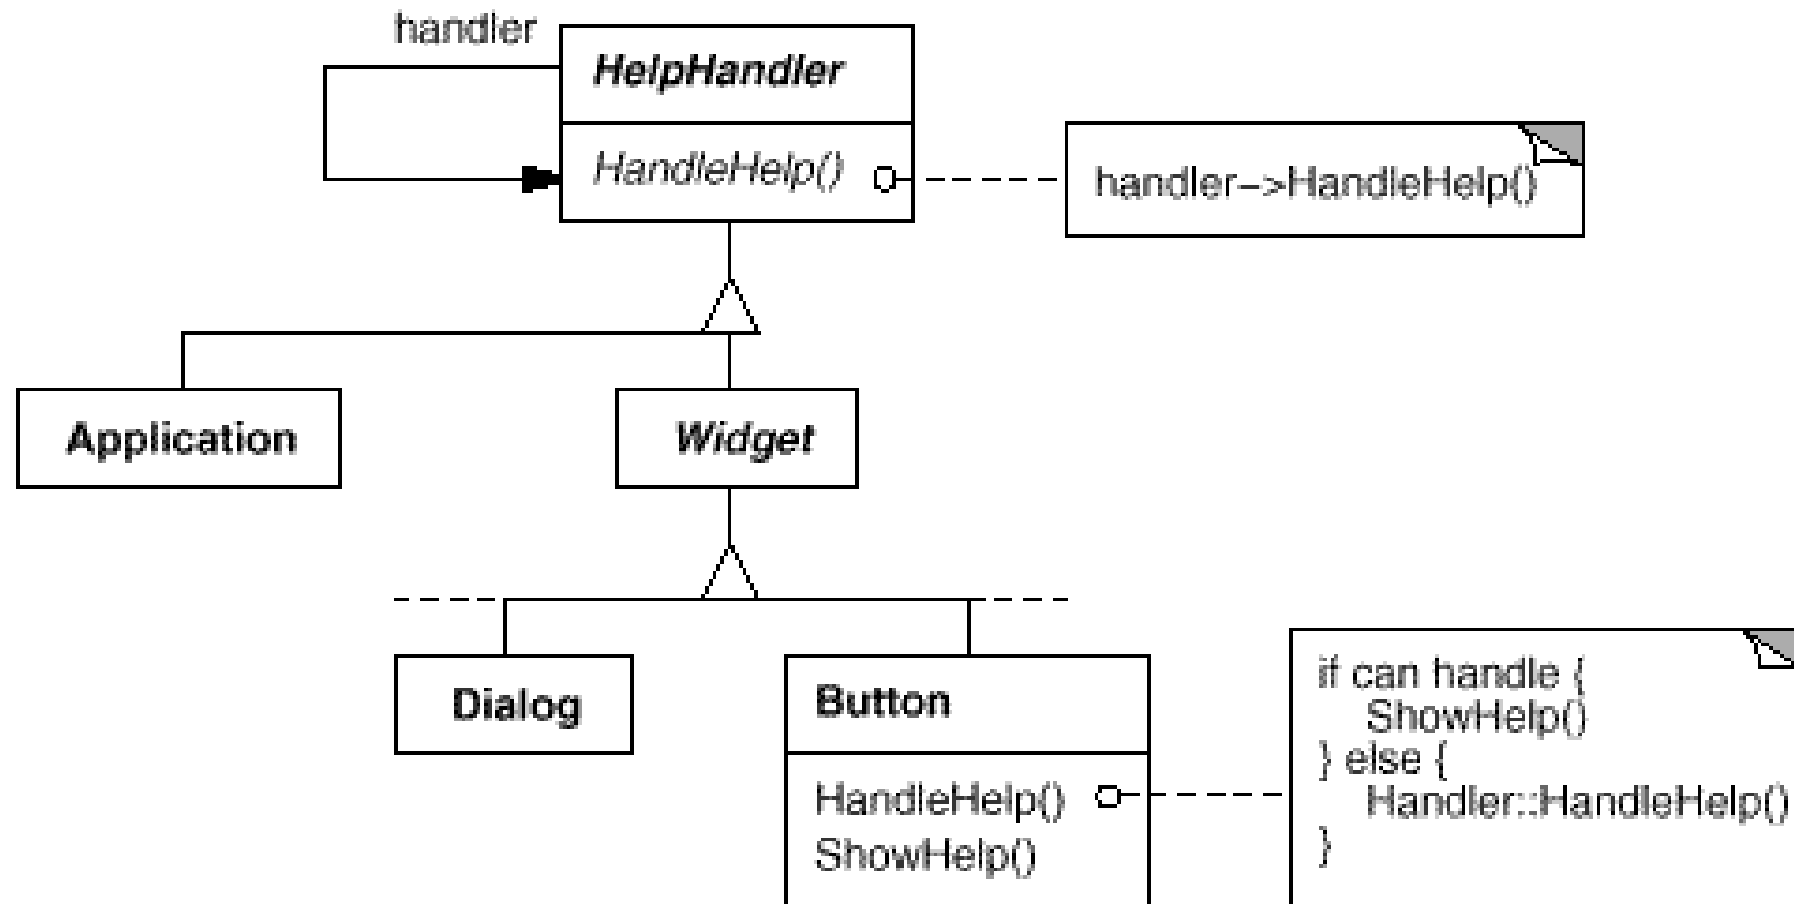 handler
HelpHandler
HandleHelp()
handler–>HandleHelp()
Application
Widget
Dialog
Button
HandleHelp()
ShowHelp()
if can handle {
ShowHelp()
} else {
Handler::HandleHelp()
}